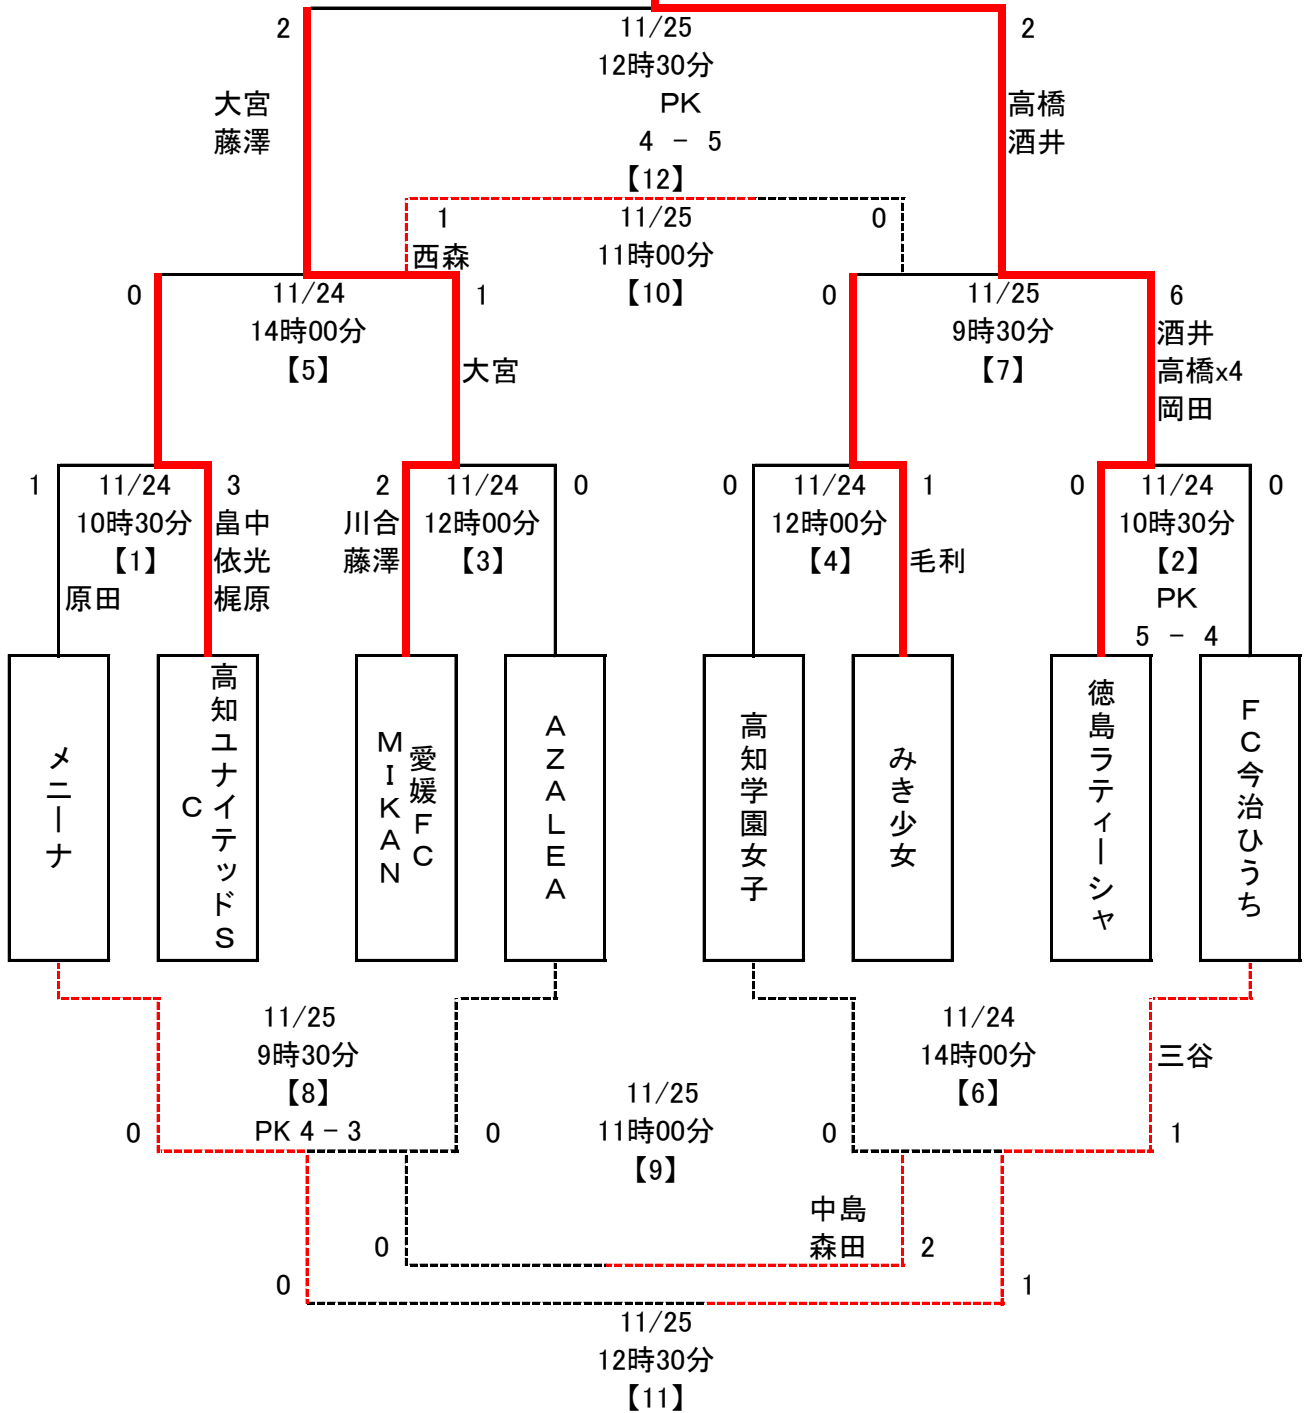 2
11/25
2
12時30分
大宮
PK
高橋
藤澤
4 - 5
酒井
【12】
1
11/25
0
西森
11時00分
【10】
0
11/24
1
14時00分
【5】
大宮
0
11/25
6
9時30分
酒井
【7】
高橋x4
岡田
1
11/24
3
10時30分
畠中
【1】
依光
原田
梶原
2
11/24
0
川合
12時00分
藤澤
【3】
0
11/24
1
12時00分
【4】
毛利
0
11/24
0
10時30分
【2】
PK
5 - 4
メニーナ
高知ユナイテッドS
C
愛媛FC
MIKAN
AZALEA
高知学園女子
みき少女
徳島ラティーシャ
FC今治ひうち
11/25
9時30分
【8】
0
PK 4 - 3
0
11/24
14時00分
三谷
【6】
0
1
11/25
11時00分
【9】
中島
0
森田
2
0
1
11/25
12時30分
【11】